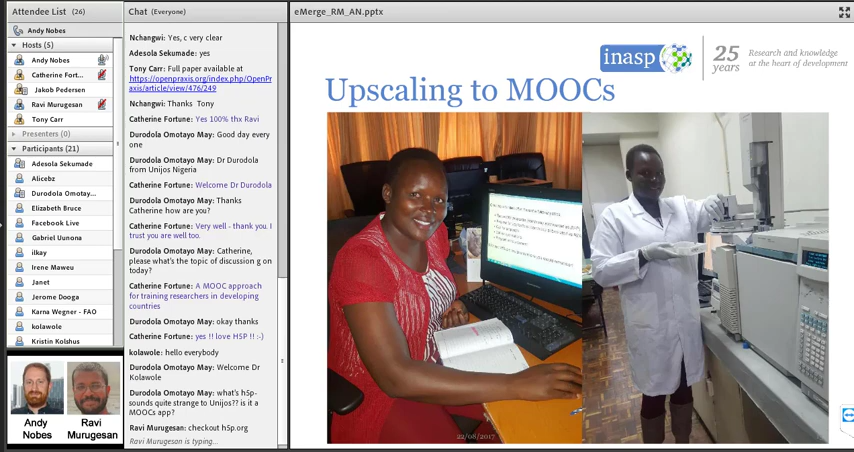 Attendee List (26)
Andy Nobes
Hosts (5)
Andy Nobes
Catherine Fort...
Jakob Pedersen
Ravi Murugesan
Tony Carr
Presenters (0)
Participants (21)
Adesola Sekumade
Alicebz
Durodola Omotay...
Elizabeth Bruce
Facebook Live
Gabriel Uunona
ilkay
Irene Maweu
Janet
Jerome Dooga
Karna Wegner - FAO
kolawole
Kristin Kolshus
Andy
Nobes
Ravi
Murugesan
Chat (Everyone)
Nchangwi: Yes, c very clear
Adesola Sekumade: yes
Tony Carr: Full paper available at
https://openpraxis.org/index.php/OpenPr
axis/article/view/476/249
Nchangwi: Thanks Tony
Catherine Fortune: Yes 100% thx Ravi
Durodola Omotayo May: Good day every
one
Durodola Omotayo May: Dr Durodola
from Unijos Nigeria
Catherine Fortune: Welcome Dr Durodola
Durodola Omotayo May: Thanks
Catherine how are you?
Catherine Fortune: Very well - thank you. I
trust you are well too.
Durodola Omotayo May: Catherine,
please what's the topic of discussion g on
today?
Catherine Fortune: A MOOC approach
for training researchers in developing
countries
Durodola Omotayo May: okay thanks
Catherine Fortune: yes !! love H5P !! :-)
kolawole: hello everybody
Durodola Omotayo May: Welcome Dr
Kolawole
Durodola Omotayo May: what's h5p-
sounds quite strange to Unijos?? is it a
MOOCs app?
Ravi Murugesan: checkout h5p.org
Ravi Murugesan is typing...
eMerge_RM_AN.pptx
inasp
25
years
Research and knowledge
at the heart of development
Upscaling to MOOCs
22/08/2017